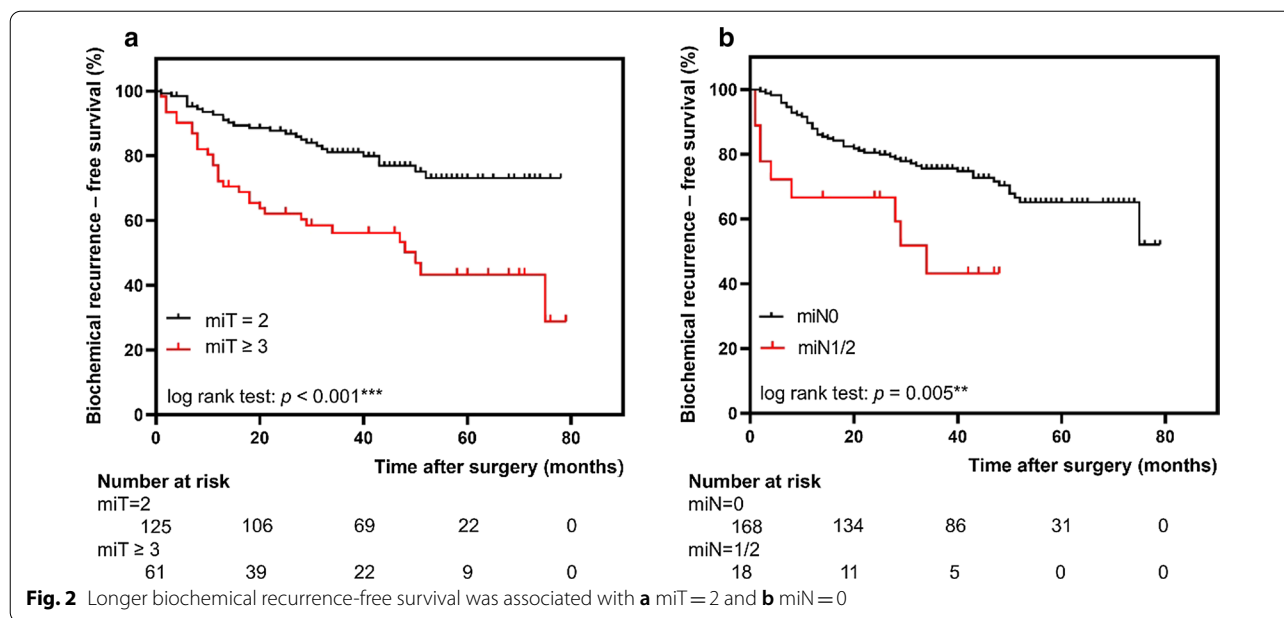 a
Biochemical recurrence – free survival (%)
100
80
60
40
20
0
miT = 2
miT ≥ 3
log rank test: p < 0.001***
0 20 40 60 80
Time after surgery (months)
Number at risk
miT=2
125 106 69 22 0
miT ≥ 3
61 39 22 9 0
b
Biochemical recurrence – free survival (%)
100
80
60
40
20
0
miN0
miN1/2
log rank test: p = 0.005**
0 20 40 60 80
Time after surgery (months)
Number at risk
miN=0
168 134 86 31 0
miN=1/2
18 11 5 0 0
Fig. 2 Longer biochemical recurrence-free survival was associated with a miT = 2 and b miN = 0